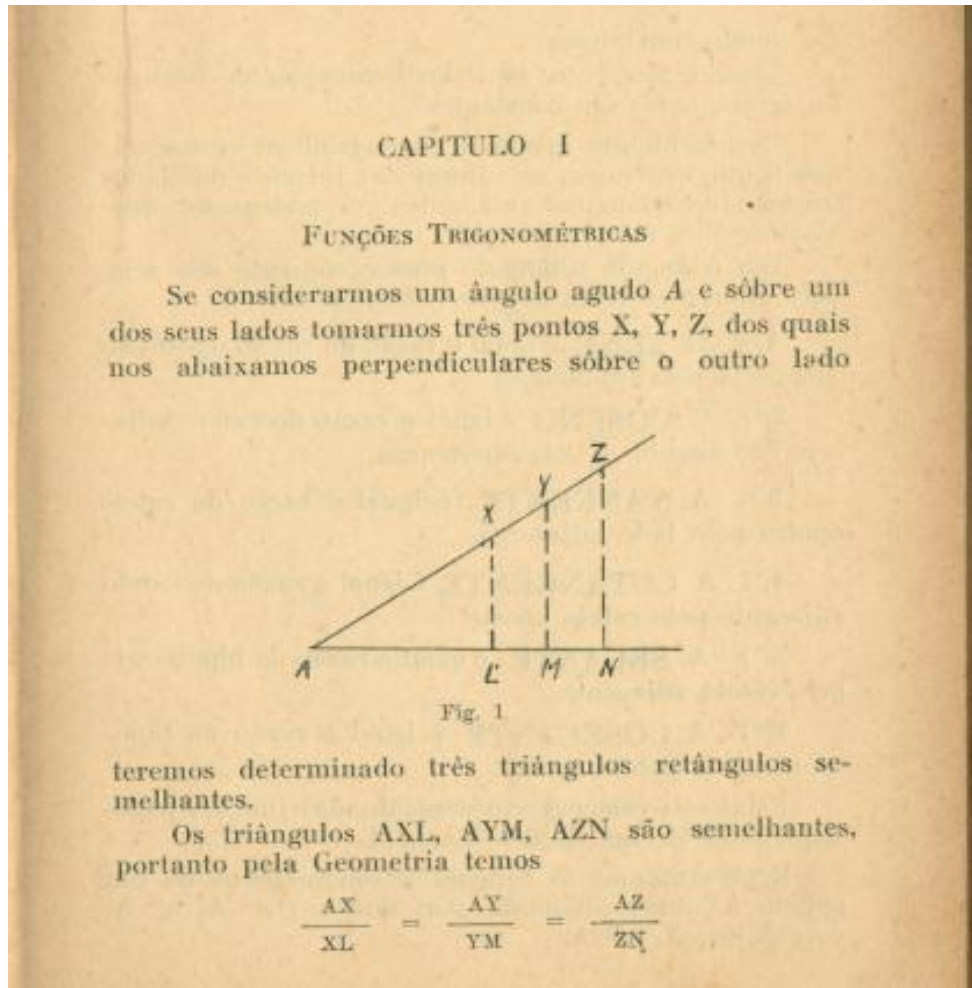 CAPÍTULO I
FUNÇÕES TRIGONOMÉTRICAS
Se considerarmos um ângulo agudo A e sôbre um
dos seus lados tomarmos três pontos X, Y, Z, dos quais
nos abaixamos perpendiculares sôbre o outro lado
Z
Y
X
A L M N
Fig. 1
teremos determinado três triângulos retângulos se-
melhantes.
Os triângulos AXL, AYM, AZN são semelhantes,
portanto pela Geometria temos
AX = AY = AZ
XL YM ZN